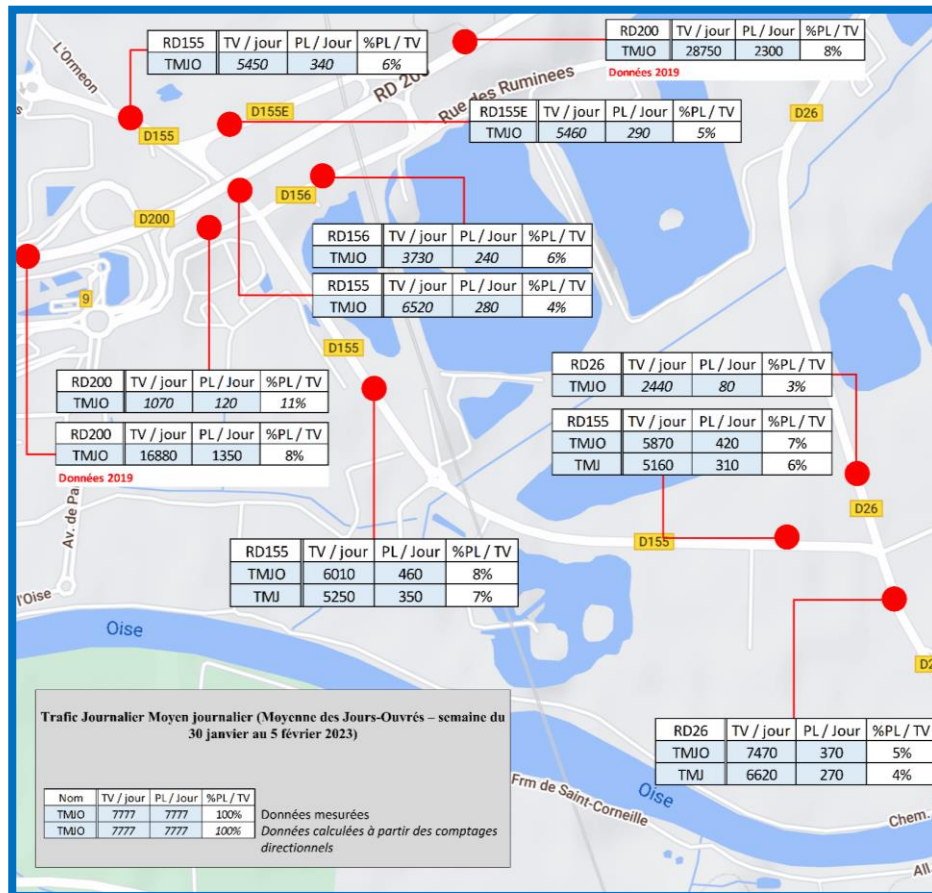 RD200 TV / jour PL / Jour %PL / TV
TMJO 28750 2300 8%
Données 2019
RD155 TV / jour PL / Jour %PL / TV
TMJO 5450 340 6%
L'Ormeon
RD 20
Rue des Ruminees
D26
D155E
D155
RD155E TV / jour PL / Jour %PL / TV
TMJO 5460 290 5%
D156
D200
RD156 TV / jour PL / Jour %PL / TV
TMJO 3730 240 6%
RD155 TV / jour PL / Jour %PL / TV
TMJO 6520 280 4%
9
D155
RD200 TV / jour PL / Jour %PL / TV
TMJO 1070 120 11%
RD200 TV / jour PL / Jour %PL / TV
TMJO 16880 1350 8%
Données 2019
RD26 TV / jour PL / Jour %PL / TV
TMJO 2440 80 3%
RD155 TV / jour PL / Jour %PL / TV
TMJO 5870 420 7%
TMJ 5160 310 6%
Av. de Pa
D26
D155
RD155 TV / jour PL / Jour %PL / TV
TMJO 6010 460 8%
TMJ 5250 350 7%
l'Oise
Oise
D2
RD26 TV / jour PL / Jour %PL / TV
TMJO 7470 370 5%
TMJ 6620 270 4%
Trafic Journalier Moyen journalier (Moyenne des Jours-Ouvrés – semaine du
30 janvier au 5 février 2023)
Nom TV / jour PL / Jour %PL / TV
TMJO 7777 7777 100% Données mesurées
TMJO 7777 7777 100% Données calculées à partir des comptages
directionnels
Frm de Saint-Corneille
Oise
Chem.
All.